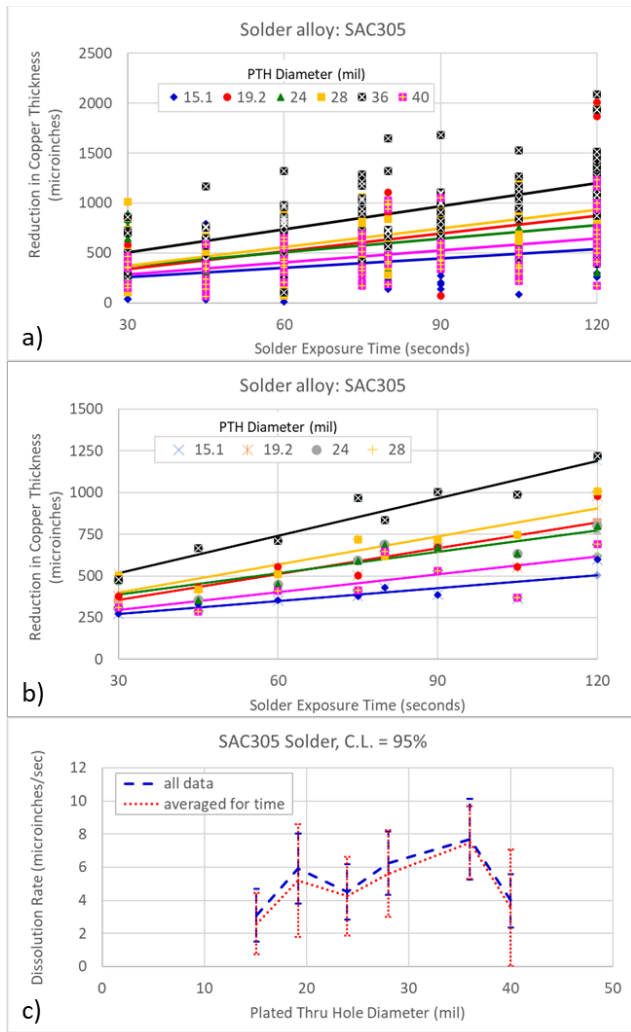 Solder alloy: SAC305
2500
PTH Diameter (mil)
15.1 19.2 24 28 36 40
2000
1500
1000
500
0
Reduction in Copper Thickness
(microinches)
30 45 60 75 90 105 120
Solder Exposure Time (seconds)
a)
Solder alloy: SAC305
1500
PTH Diameter (mil)
15.1 19.2 24 28
1250
1000
750
500
250
0
Reduction in Copper Thickness
(microinches)
30 60 90 120
Solder Exposure Time (seconds)
b)
SAC305 Solder, C.L. = 95%
12
all data
averaged for time
10
8
6
4
2
0
Dissolution Rate (microinches/sec)
0 10 20 30 40 50
Plated Thru Hole Diameter (mil)
c)